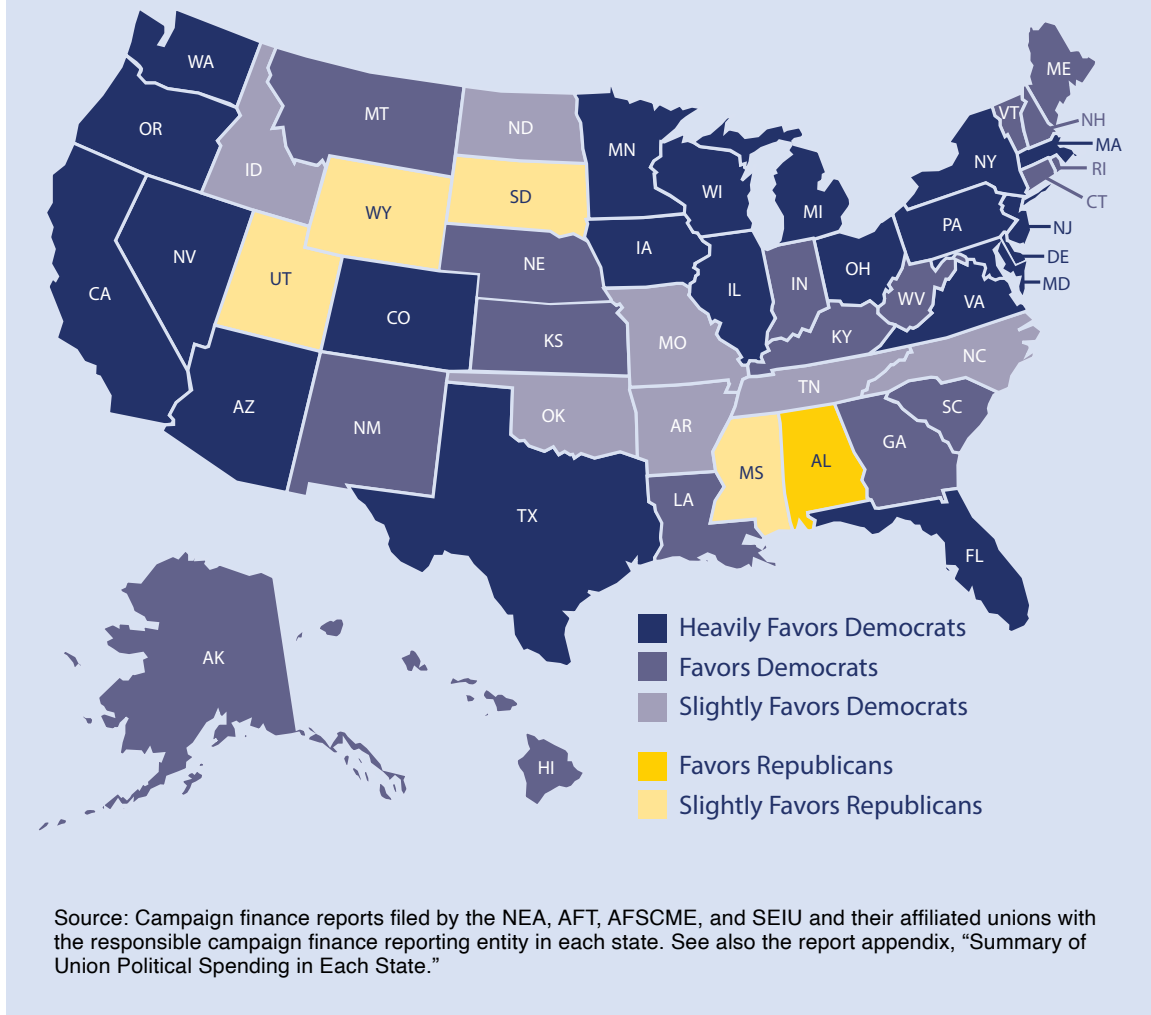 WA
MT
ND
ME
OR
MN
VT
NH
ID
WI
NY
MA
RI
SD
MI
CT
WY
PA
NJ
NV
IA
OH
DE
NE
IN
MD
UT
IL
WV
VA
CA
CO
KS
MO
KY
NC
TN
AZ
OK
AR
SC
NM
GA
MS
AL
LA
TX
FL
AK
HI
Heavily Favors Democrats
Favors Democrats
Slightly Favors Democrats
Favors Republicans
Slightly Favors Republicans
Source: Campaign finance reports filed by the NEA, AFT, AFSCME, and SEIU and their affiliated unions with
the responsible campaign finance reporting entity in each state. See also the report appendix, “Summary of
Union Political Spending in Each State.”